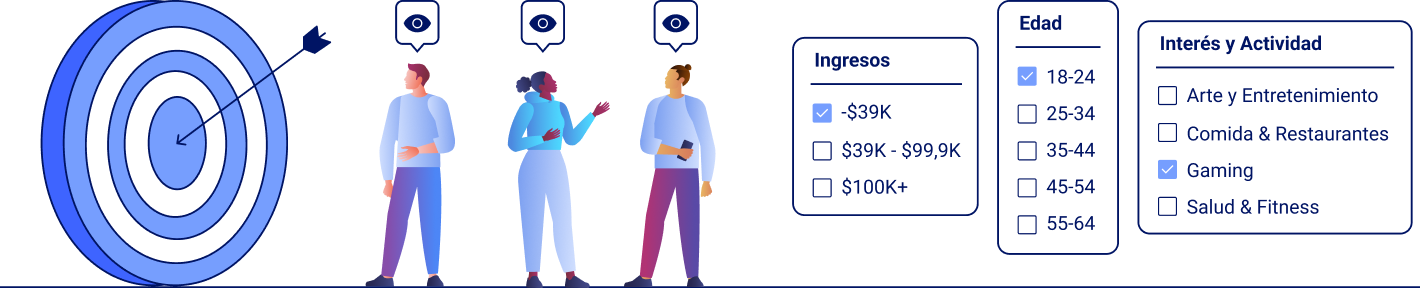 Ingresos
-$39K
$39K - $99,9K
$100K+
Edad
18-24
25-34
35-44
45-54
55-64
Interés y Actividad
Arte y Entretenimiento
Comida & Restaurantes
Gaming
Salud & Fitness